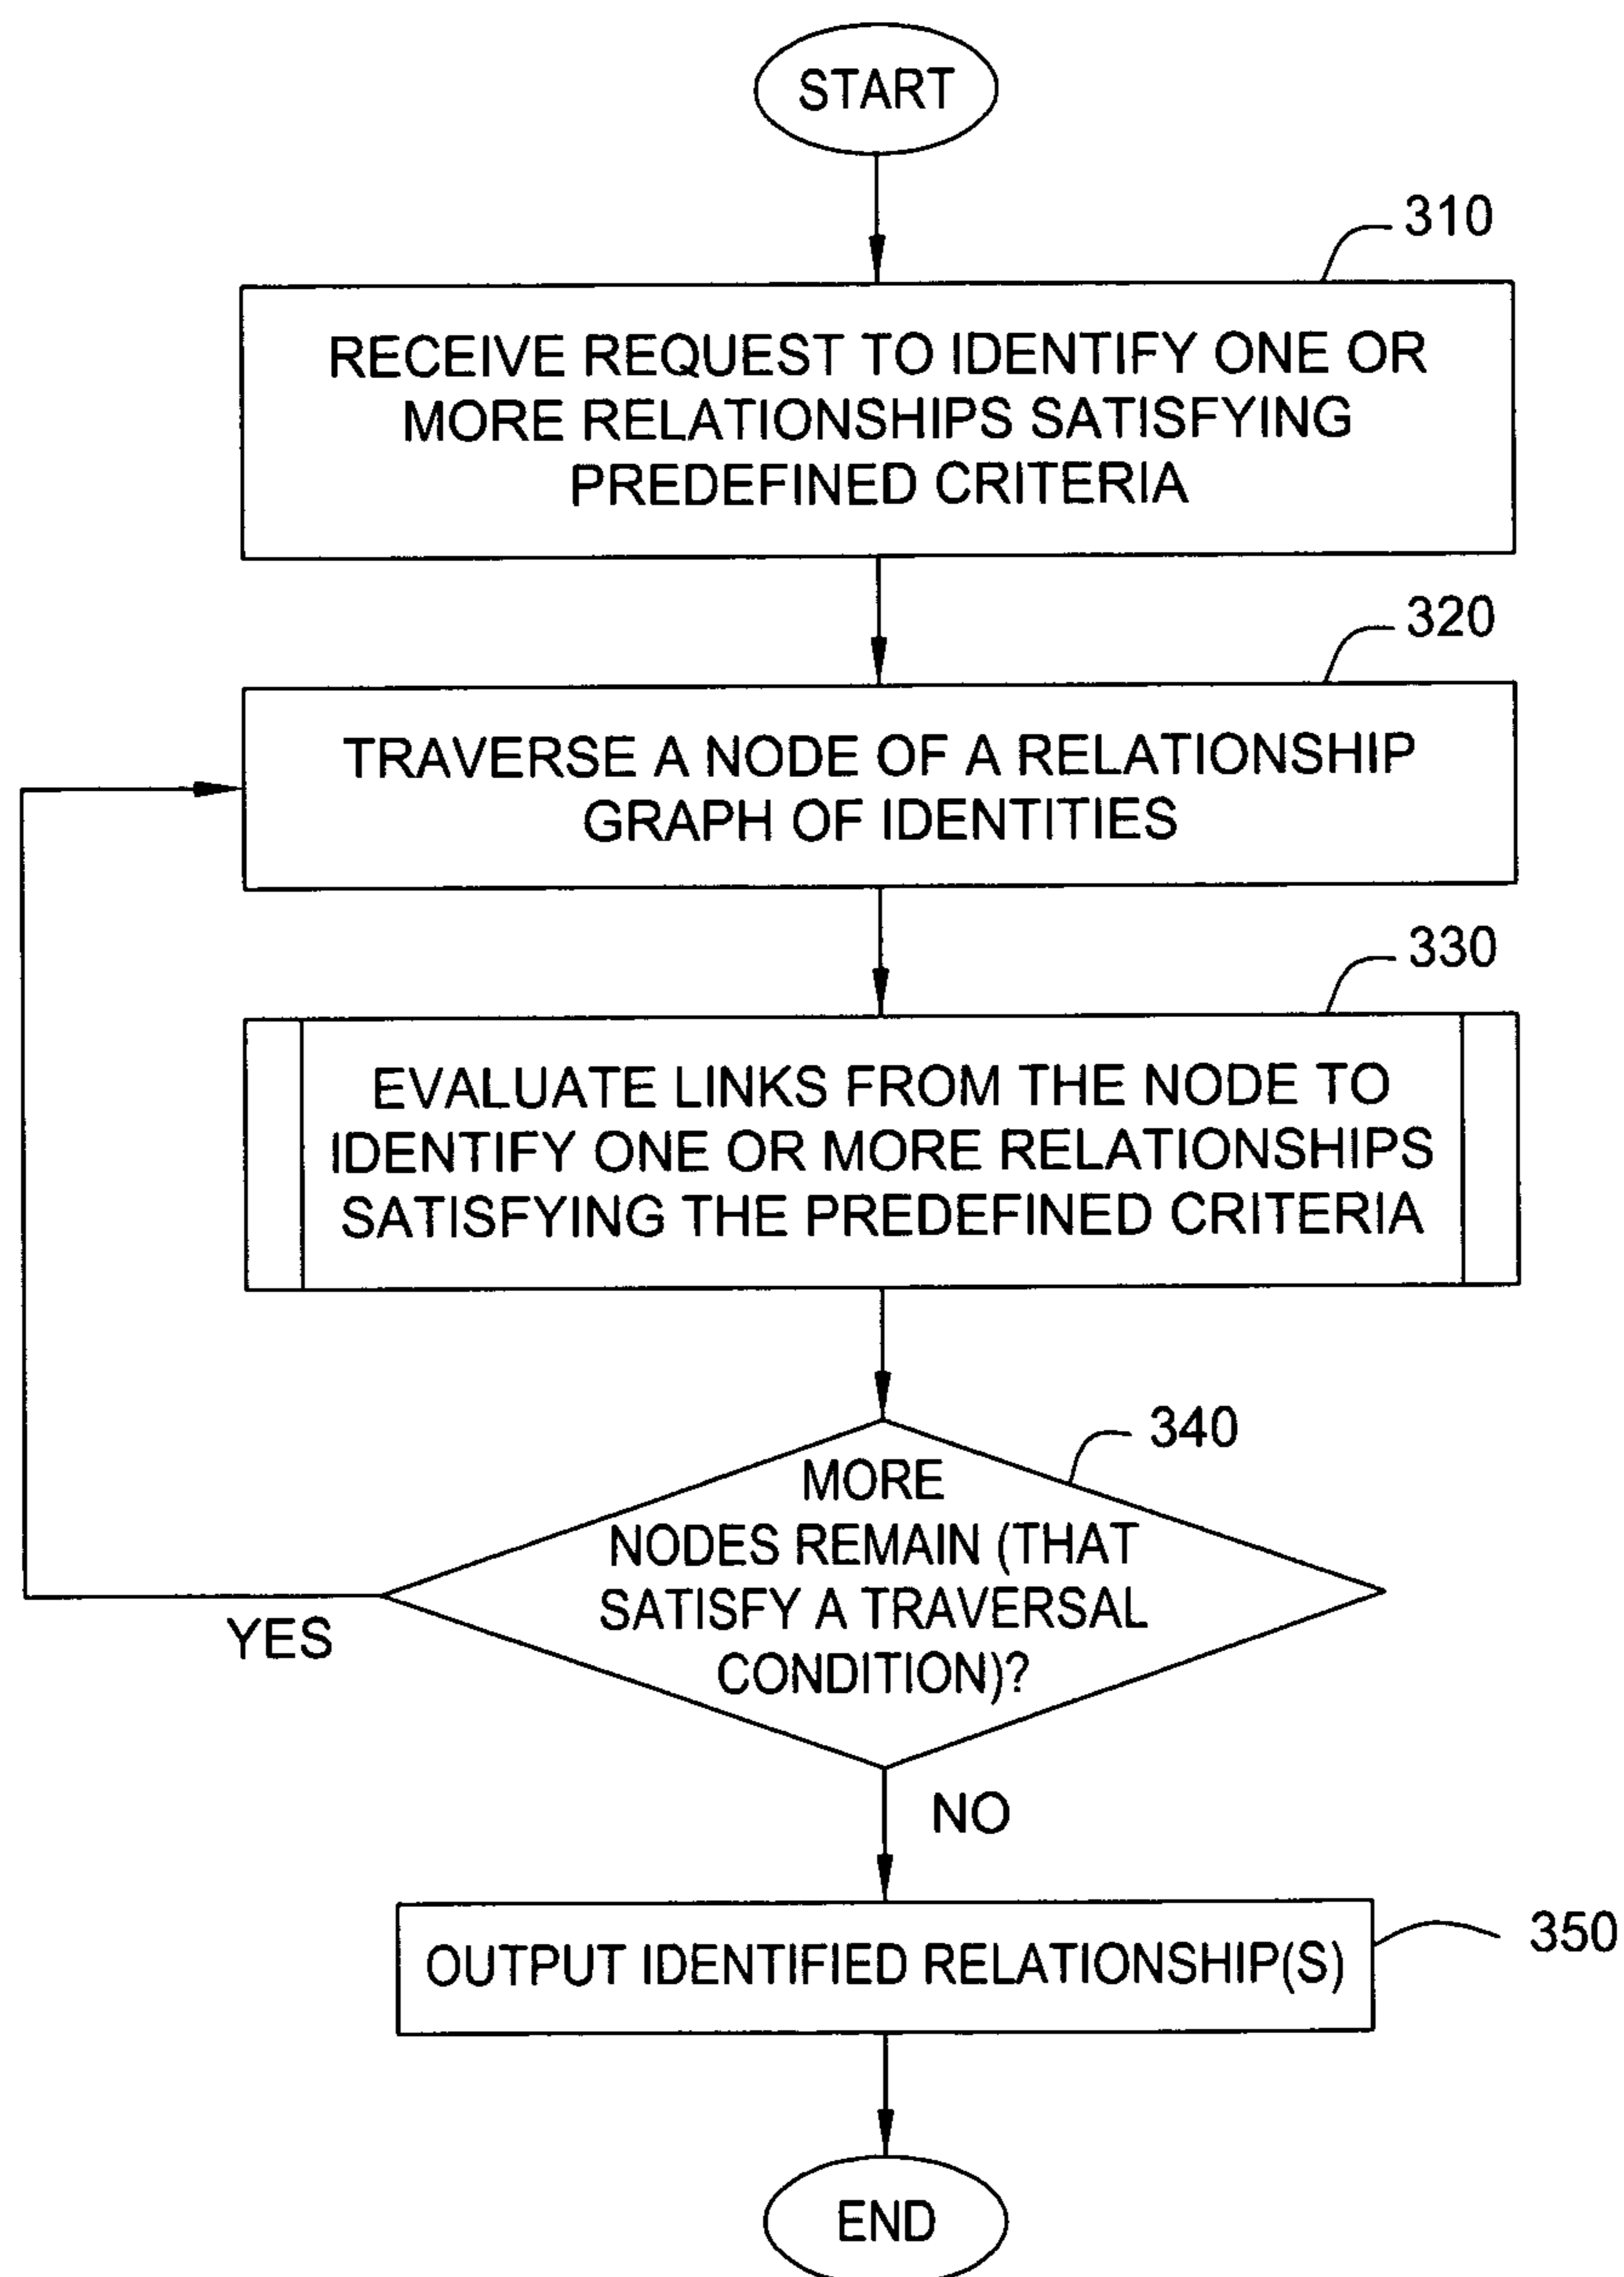 START
310
RECEIVE REQUEST TO IDENTIFY ONE OR
MORE RELATIONSHIPS SATISFYING
PREDEFINED CRITERIA
320
TRAVERSE A NODE OF A RELATIONSHIP
GRAPH OF IDENTITIES
330
EVALUATE LINKS FROM THE NODE TO
IDENTIFY ONE OR MORE RELATIONSHIPS
SATISFYING THE PREDEFINED CRITERIA
340
MORE
NODES REMAIN (THAT
SATISFY A TRAVERSAL
CONDITION)?
YES
NO
350
OUTPUT IDENTIFIED RELATIONSHIP(S)
END